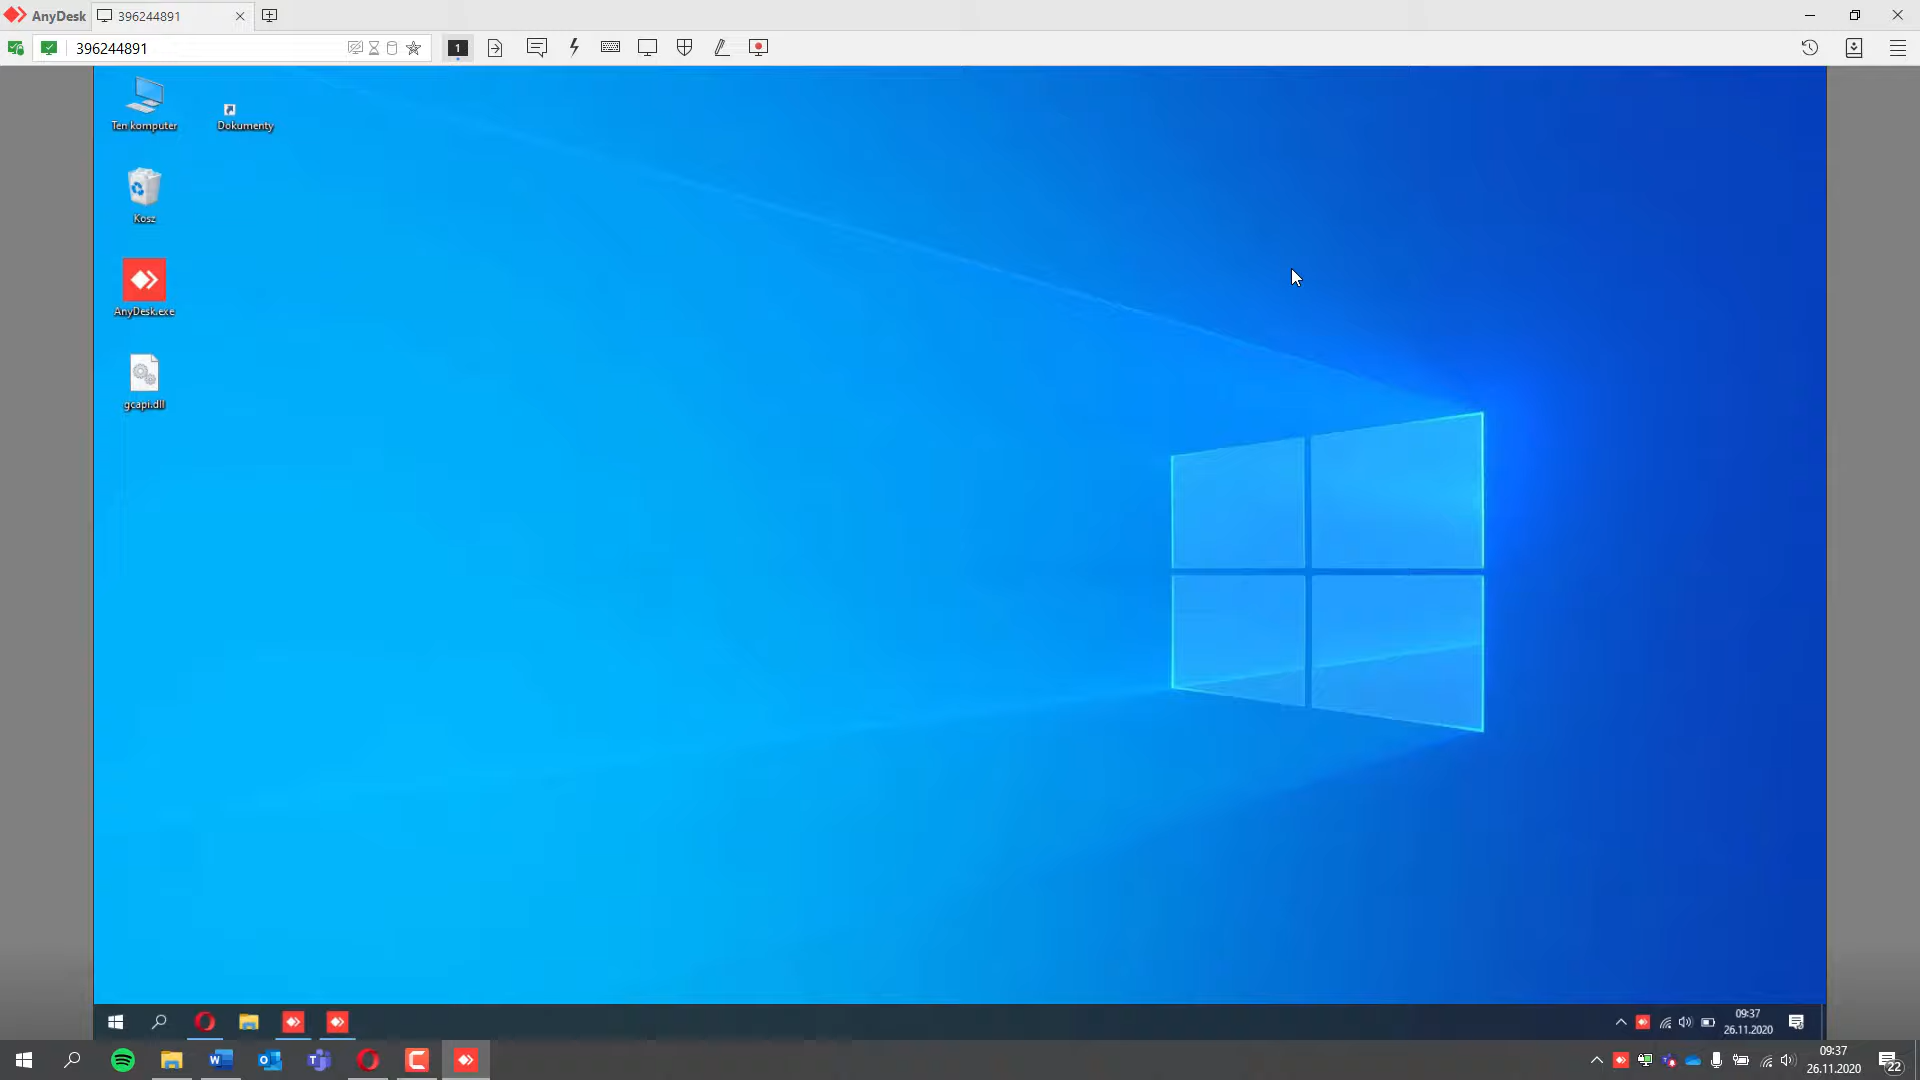 AnyDesk
396244891
396244891
1
Ten komputer
Dokumenty
Kosz
AnyDesk.exe
gcapi.dll
09:37
26.11.2020
09:37
26.11.2020
22